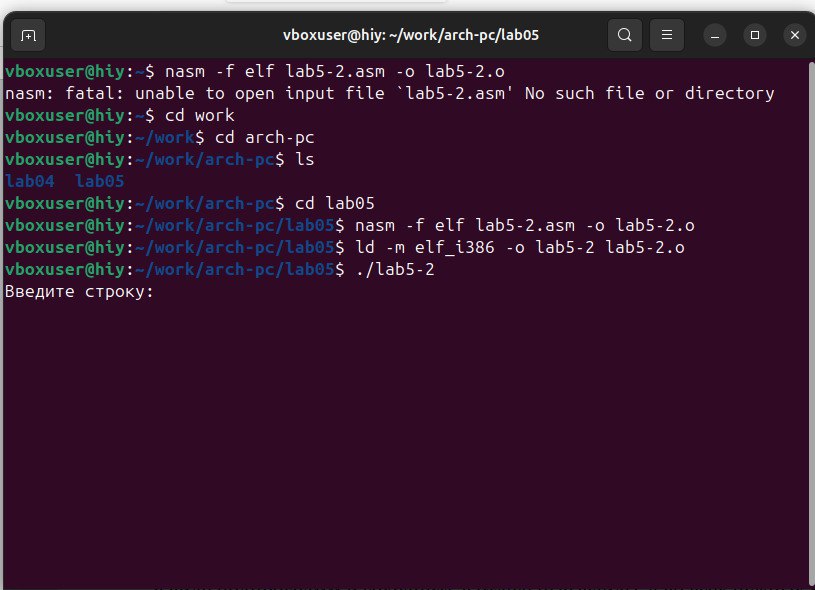 vboxuser@hiy: ~/work/arch-pc/lab05
vboxuser@hiy:~$ nasm -f elf lab5-2.asm -o lab5-2.o
nasm: fatal: unable to open input file `lab5-2.asm' No such file or directory
vboxuser@hiy:~$ cd work
vboxuser@hiy:~/work$ cd arch-pc
vboxuser@hiy:~/work/arch-pc$ ls
lab04  lab05
vboxuser@hiy:~/work/arch-pc$ cd lab05
vboxuser@hiy:~/work/arch-pc/lab05$ nasm -f elf lab5-2.asm -o lab5-2.o
vboxuser@hiy:~/work/arch-pc/lab05$ ld -m elf_i386 -o lab5-2 lab5-2.o
vboxuser@hiy:~/work/arch-pc/lab05$ ./lab5-2
Введите строку: